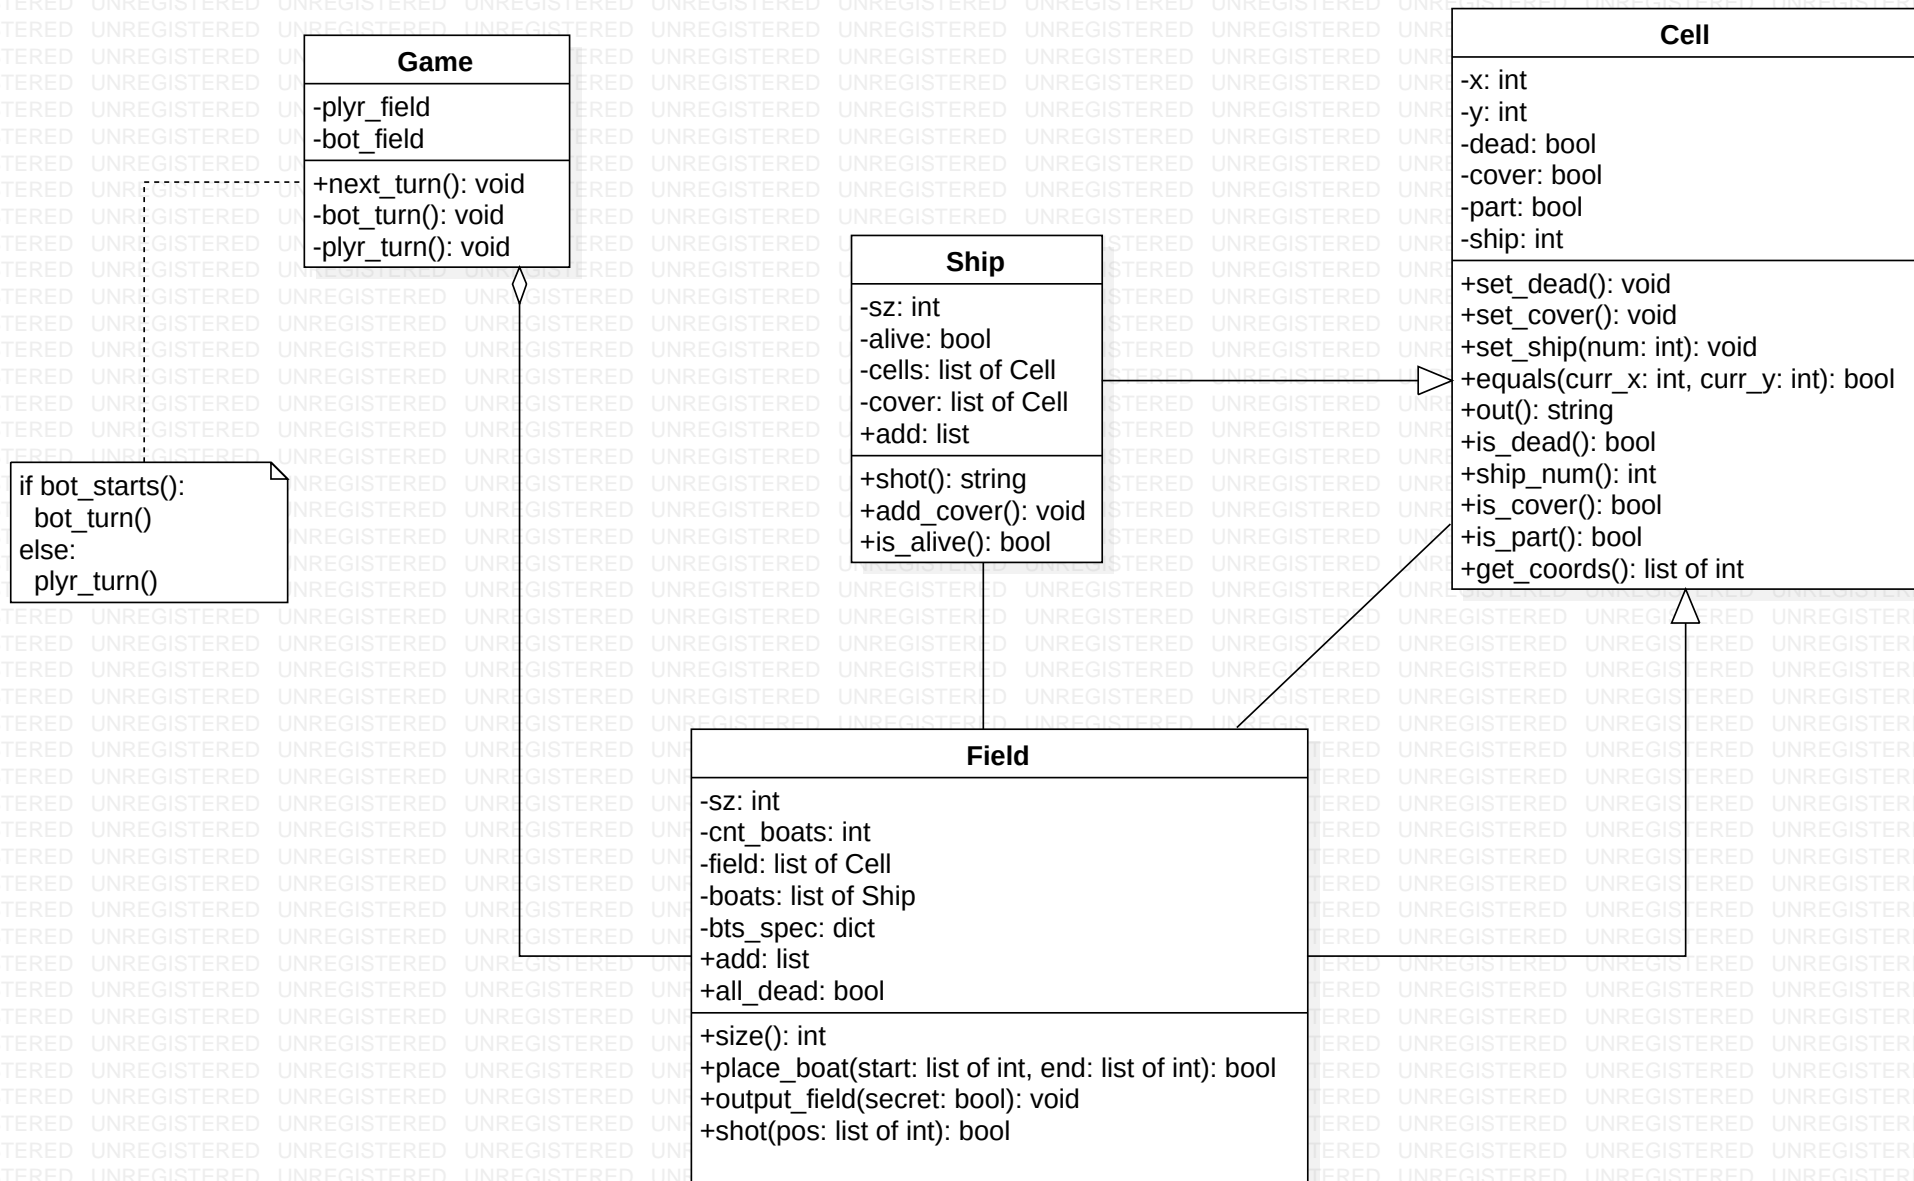 Game
-plyr_field
-bot_field
+next_turn(): void
-bot_turn(): void
-plyr_turn(): void
if bot_starts():
bot_turn()
else:
plyr_turn()
Ship
-sz: int
-alive: bool
-cells: list of Cell
-cover: list of Cell
+add: list
+shot(): string
+add_cover(): void
+is_alive(): bool
Cell
-x: int
-y: int
-dead: bool
-cover: bool
-part: bool
-ship: int
+set_dead(): void
+set_cover(): void
+set_ship(num: int): void
+equals(curr_x: int, curr_y: int): bool
+out(): string
+is_dead(): bool
+ship_num(): int
+is_cover(): bool
+is_part(): bool
+get_coords(): list of int
Field
-sz: int
-cnt_boats: int
-field: list of Cell
-boats: list of Ship
-bts_spec: dict
+add: list
+all_dead: bool
+size(): int
+place_boat(start: list of int, end: list of int): bool
+output_field(secret: bool): void
+shot(pos: list of int): bool
UNREGISTERED